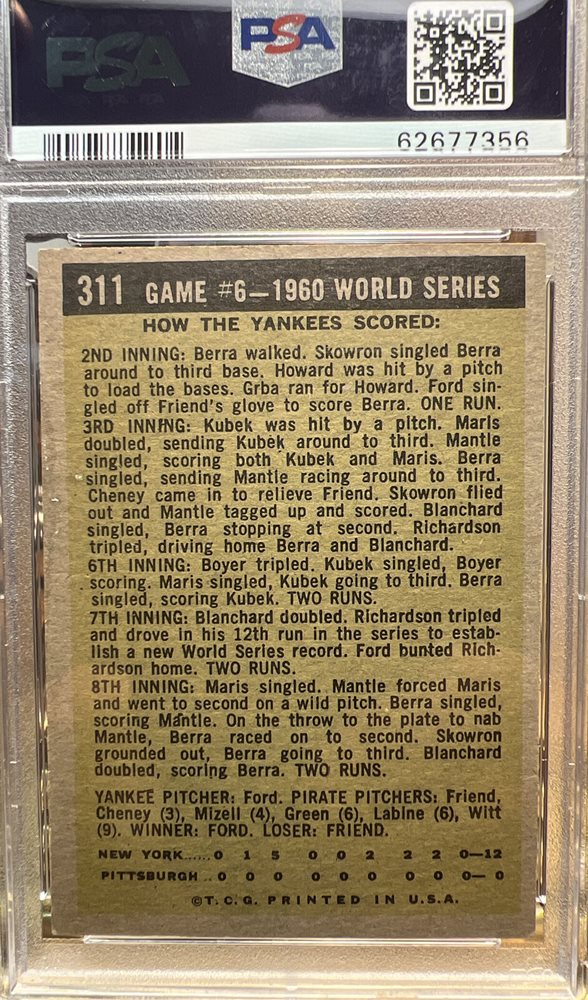 PSA PSA
62677356
311 GAME #6—1960 WORLD SERIES
HOW THE YANKEES SCORED:
2ND INNING: Berra walked. Skowron singled Berra
around to third base. Howard was hit by a pitch
to load the bases. Grba ran for Howard. Ford sin-
gled off Friend's glove to score Berra. ONE RUN.
3RD INNING: Kubek was hit by a pitch. Maris
doubled, sending Kubek around to third. Mantle
singled, scoring both Kubek and Maris. Berra
singled, sending Mantle racing around to third.
Cheney came in to relieve Friend. Skowron flied
out and Mantle tagged up and scored. Blanchard
singled, Berra stopping at second. Richardson
tripled, driving home Berra and Blanchard.
6TH INNING: Boyer tripled. Kubek singled, Boyer
scoring. Maris singled, Kubek going to third. Berra
singled, scoring Kubek. TWO RUNS.
7TH INNING: Blanchard doubled. Richardson tripled
and drove in his 12th run in the series to estab-
lish a new World Series record. Ford bunted Rich-
ardson home. TWO RUNS.
8TH INNING: Maris singled. Mantle forced Maris
and went to second on a wild pitch. Berra singled,
scoring Mantle. On the throw to the plate to nab
Mantle, Berra raced on to second. Skowron
grounded out, Berra going to third. Blanchard
doubled, scoring Berra. TWO RUNS.
YANKEE PITCHER: Ford. PIRATE PITCHERS: Friend,
Cheney (3), Mizell (4), Green (6), Labine (6), Witt
(9). WINNER: FORD. LOSER: FRIEND.
NEW YORK......0 1 5 0 0 2 2 2 0—12
PITTSBURGH ..0 0 0 0 0 0 0 0 0— 0
©T.C.G. PRINTED IN U.S.A.